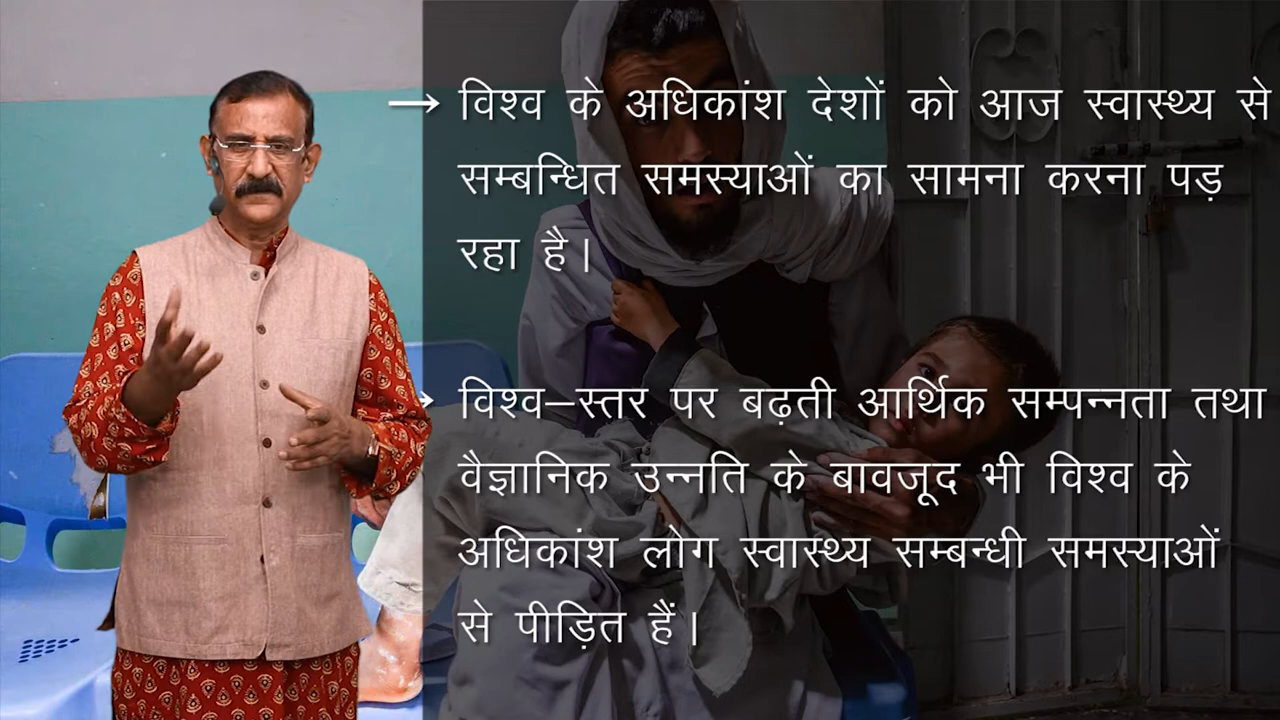 विश्व के अधिकांश देशों को आज स्वास्थ्य से
सम्बन्धित समस्याओं का सामना करना पड़
रहा है।
विश्व–स्तर पर बढ़ती आर्थिक सम्पन्नता तथा
वैज्ञानिक उन्नति के बावजूद भी विश्व के
अधिकांश लोग स्वास्थ्य सम्बन्धी समस्याओं
से पीड़ित हैं।